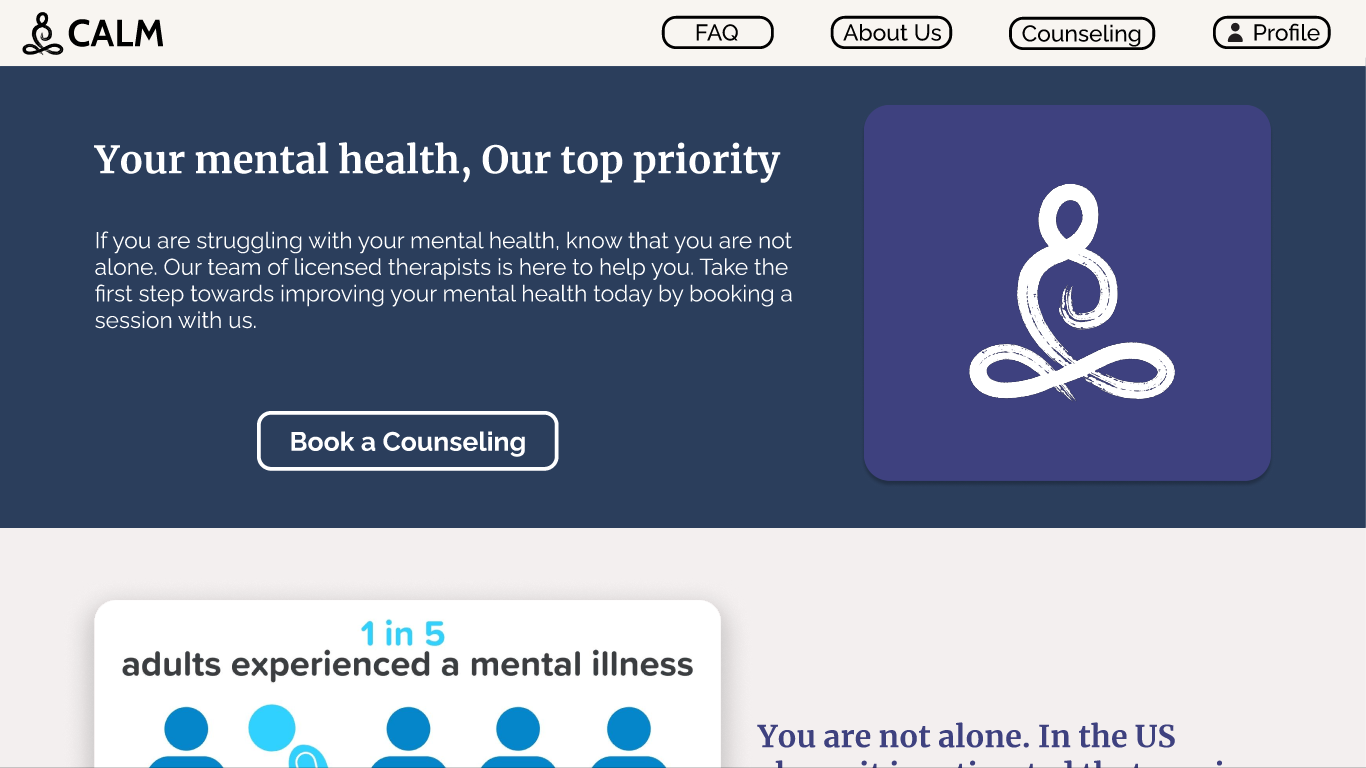 CALM
FAQ
About Us
Counseling
Profile
Your mental health, Our top priority
If you are struggling with your mental health, know that you are not
alone. Our team of licensed therapists is here to help you. Take the
first step towards improving your mental health today by booking a
session with us.
Book a Counseling
1 in 5
adults experienced a mental illness
You are not alone. In the US